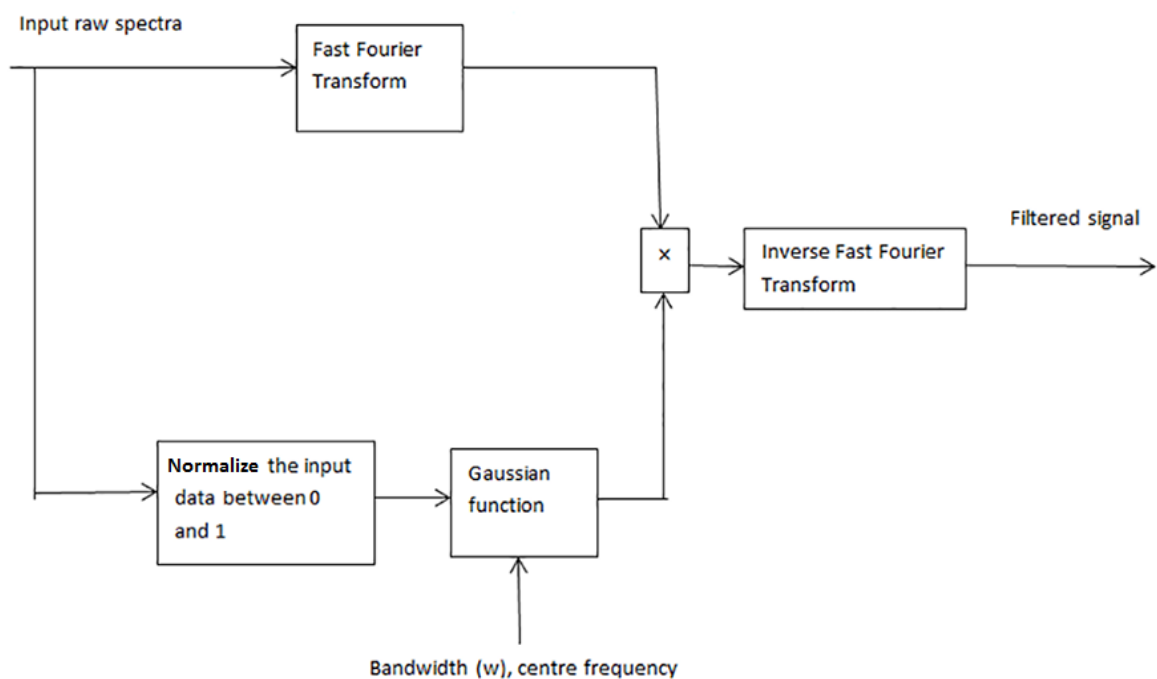 Input raw spectra
Fast Fourier
Transform
Filtered signal
×
Inverse Fast Fourier
Transform
Normalize the input
data between 0
and 1
Gaussian
function
Bandwidth (w), centre frequency